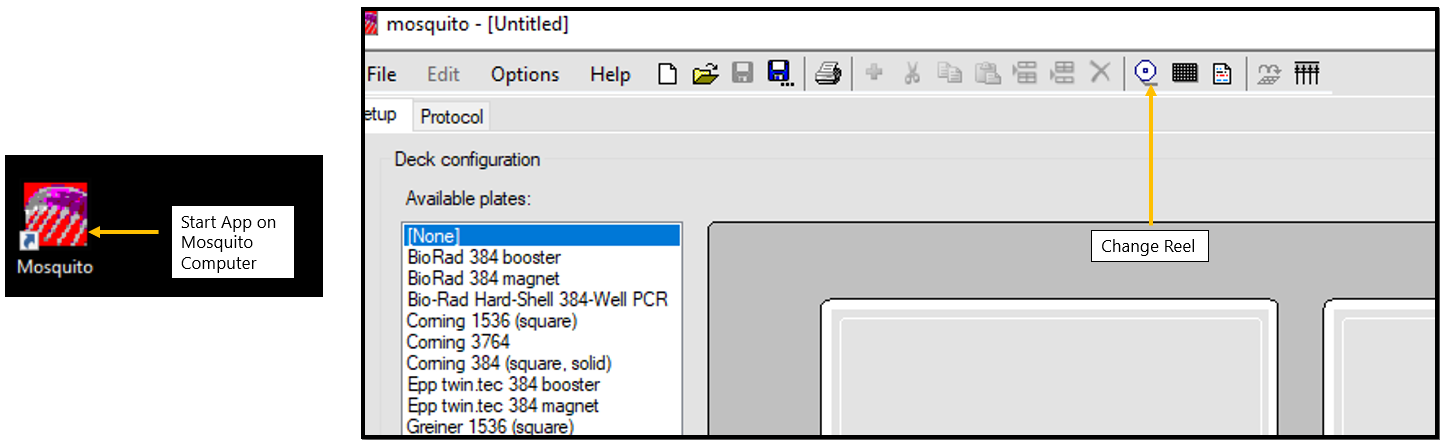 Mosquito
Start App on
Mosquito
Computer
mosquito - [Untitled]
File Edit Options Help
etup Protocol
Deck configuration
Available plates:
[None]
BioRad 384 booster
BioRad 384 magnet
Bio-Rad Hard-Shell 384-Well PCR
Corning 1536 (square)
Corning 3764
Corning 384 (square, solid)
Epp twin.tec 384 booster
Epp twin.tec 384 magnet
Greiner 1536 (square)
Change Reel